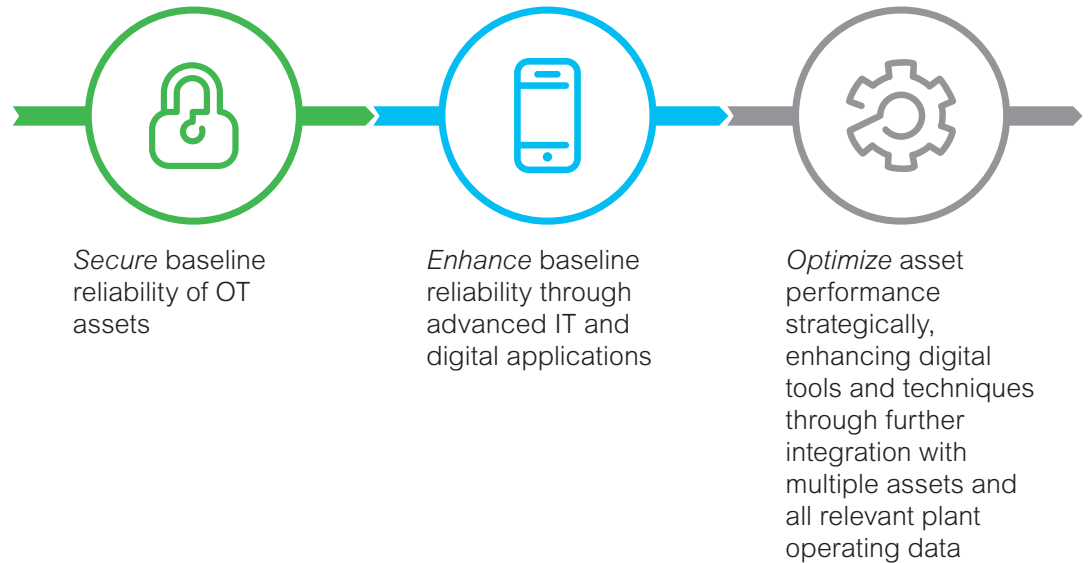 Secure baseline
reliability of OT
assets
Enhance baseline
reliability through
advanced IT and
digital applications
Optimize asset
performance
strategically,
enhancing digital
tools and techniques
through further
integration with
multiple assets and
all relevant plant
operating data